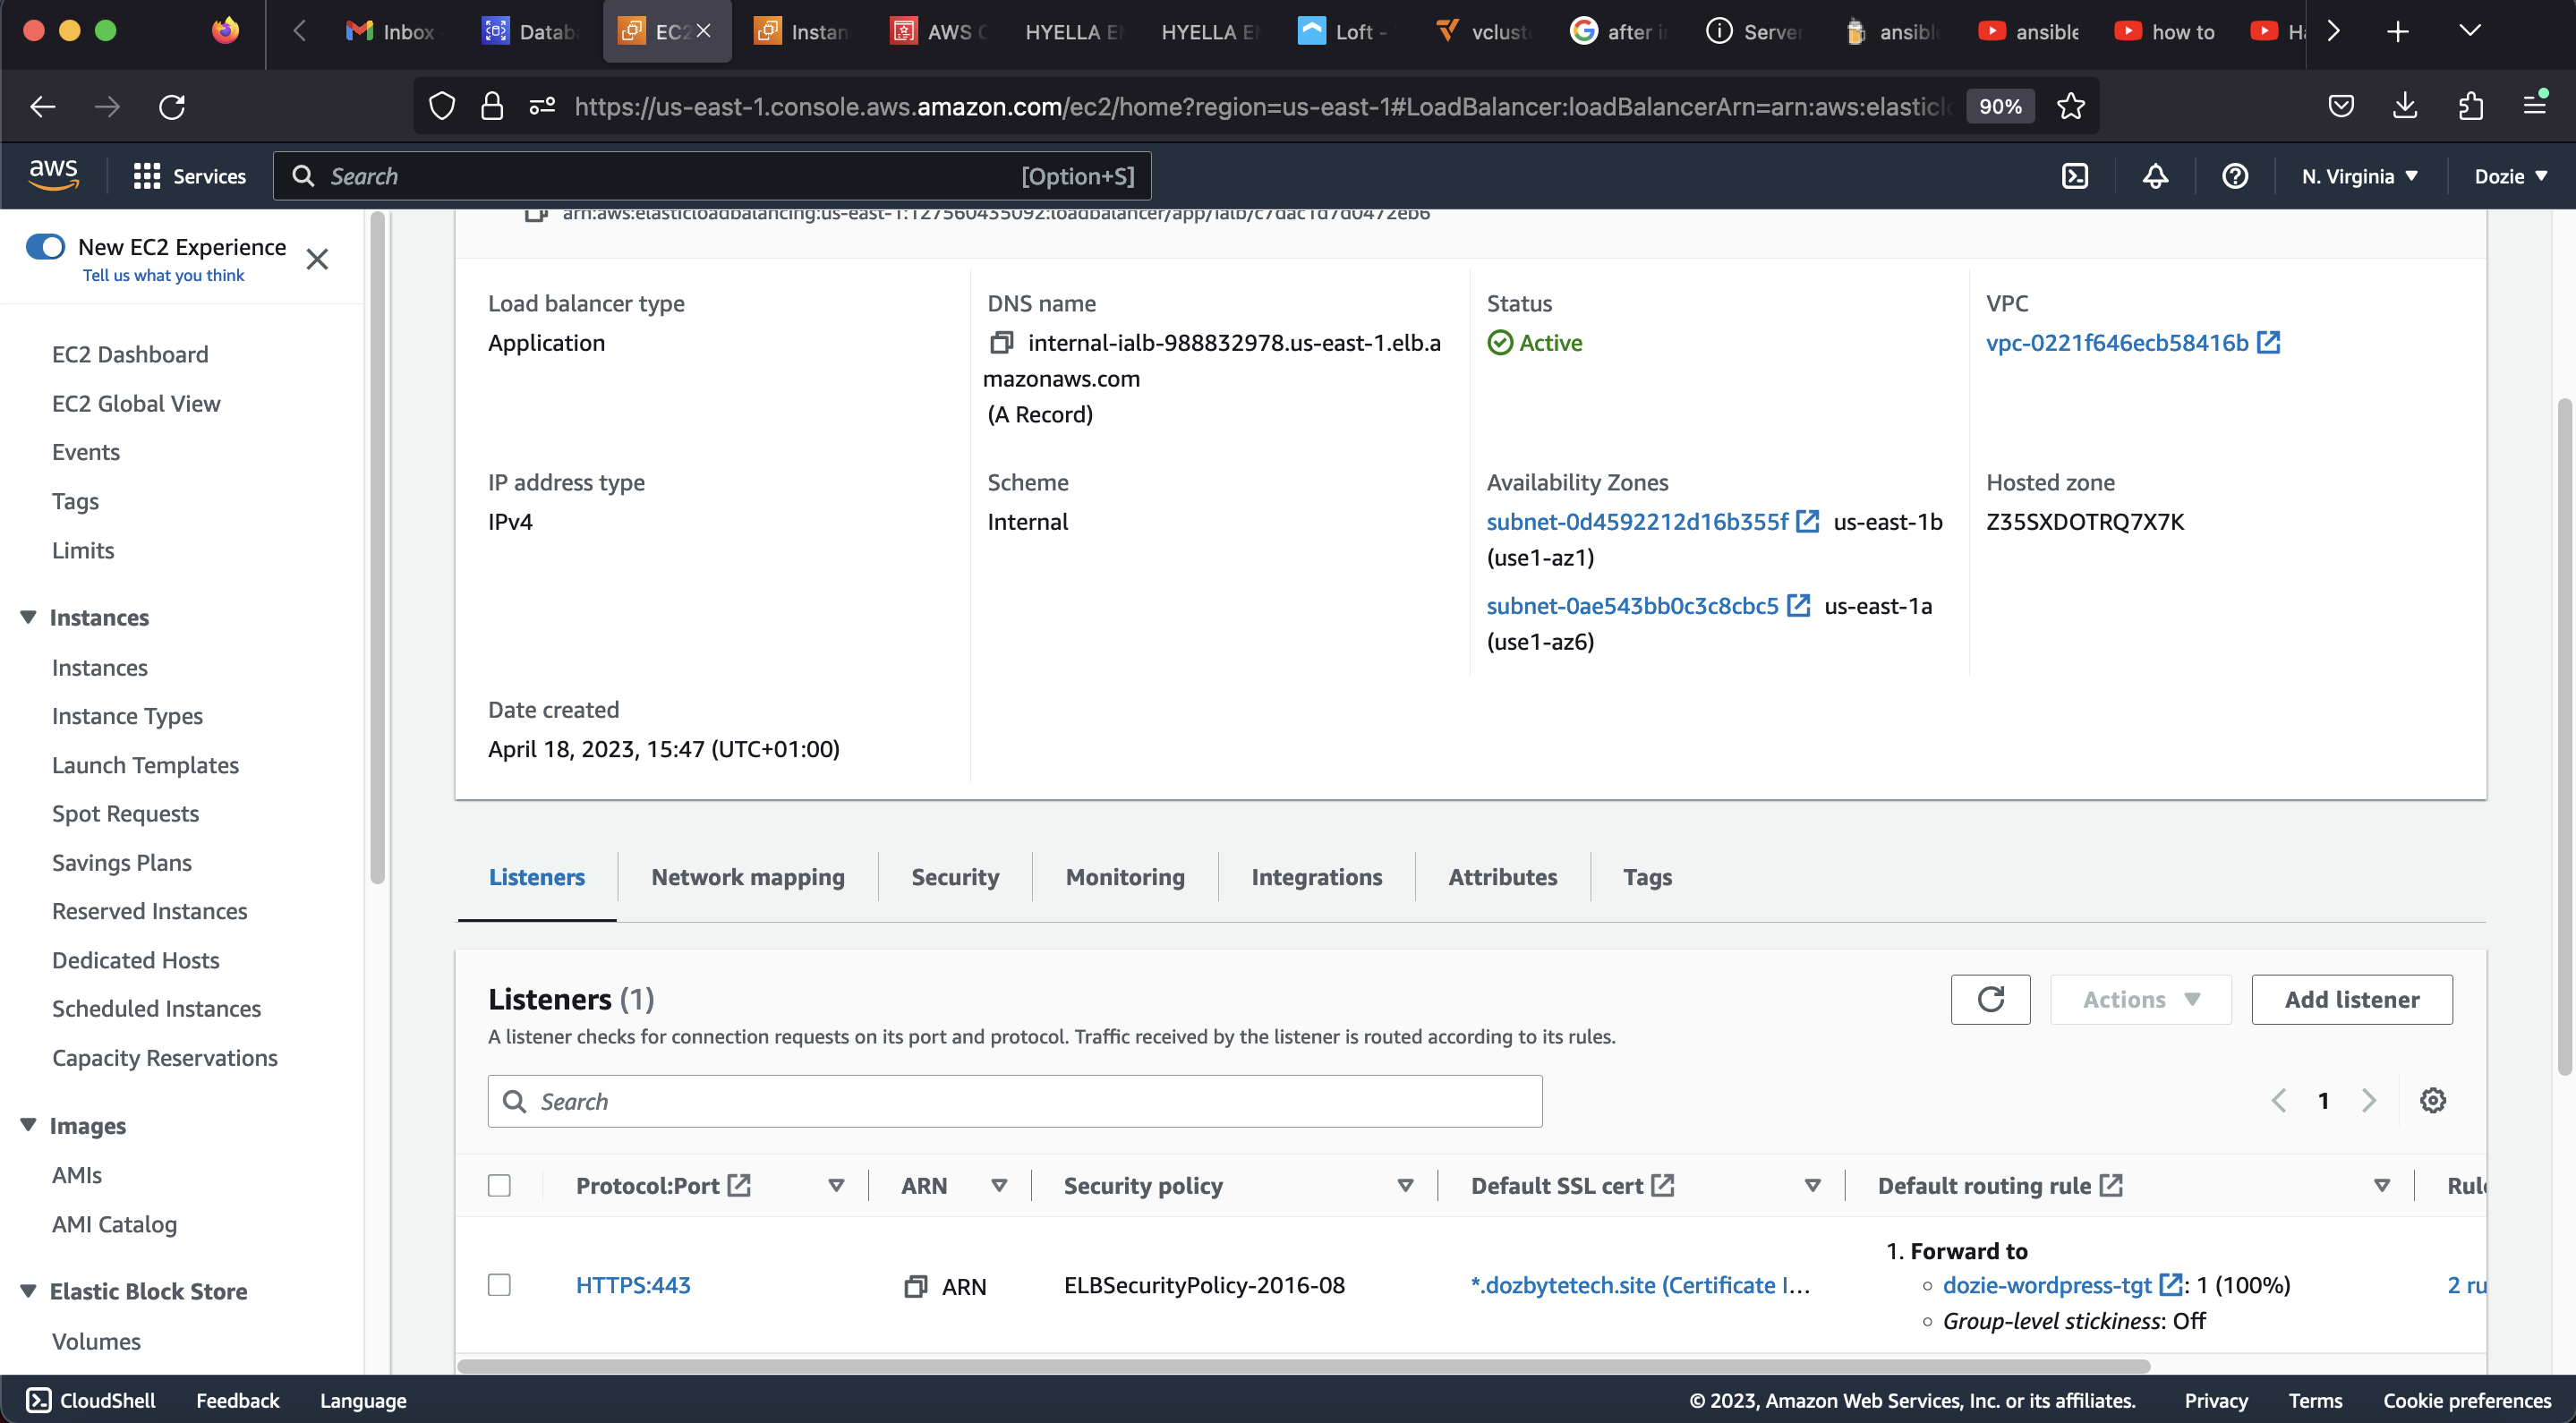 Inbox
Datab
EC2
Instan
AWS C
HYELLA E
HYELLA E
Loft -
vcluste
after i
Server
ansibl
ansible
how to
https://us-east-1.console.aws.amazon.com/ec2/home?region=us-east-1#LoadBalancer:loadBalancerArn=arn:aws:elasticlo
90%
aws
Services
Search
[Option+S]
N. Virginia
Dozie
New EC2 Experience
Tell us what you think
EC2 Dashboard
EC2 Global View
Events
Tags
Limits
Instances
Instances
Instance Types
Launch Templates
Spot Requests
Savings Plans
Reserved Instances
Dedicated Hosts
Scheduled Instances
Capacity Reservations
Images
AMIs
AMI Catalog
Elastic Block Store
Volumes
arn:aws:elasticloadbalancing:us-east-1:127560435092:loadbalancer/app/ialb/c7dac1d7d0472eb6
Load balancer type
Application
DNS name
internal-ialb-988832978.us-east-1.elb.a
mazonaws.com
(A Record)
Status
Active
VPC
vpc-0221f646ecb58416b
IP address type
IPv4
Scheme
Internal
Availability Zones
subnet-0d4592212d16b355f us-east-1b
(use1-az1)
subnet-0ae543bb0c3c8cbc5 us-east-1a
(use1-az6)
Hosted zone
Z35SXDOTRQ7X7K
Date created
April 18, 2023, 15:47 (UTC+01:00)
Listeners
Network mapping
Security
Monitoring
Integrations
Attributes
Tags
Listeners (1)
A listener checks for connection requests on its port and protocol. Traffic received by the listener is routed according to its rules.
Actions
Add listener
Search
1
Protocol:Port
ARN
Security policy
Default SSL cert
Default routing rule
Rul
HTTPS:443
ARN
ELBSecurityPolicy-2016-08
*.dozbytetech.site (Certificate I...
1. Forward to
dozie-wordpress-tgt : 1 (100%)
Group-level stickiness: Off
2 ru
CloudShell
Feedback
Language
© 2023, Amazon Web Services, Inc. or its affiliates.
Privacy
Terms
Cookie preferences